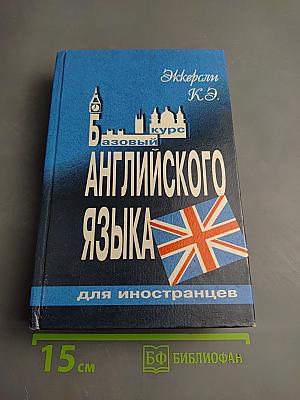 Эккерсли
К.Э.
Базовый курс
АНГЛИЙСКОГО
ЯЗЫКА
для иностранцев
15 см
БФ БИБЛИОФАН